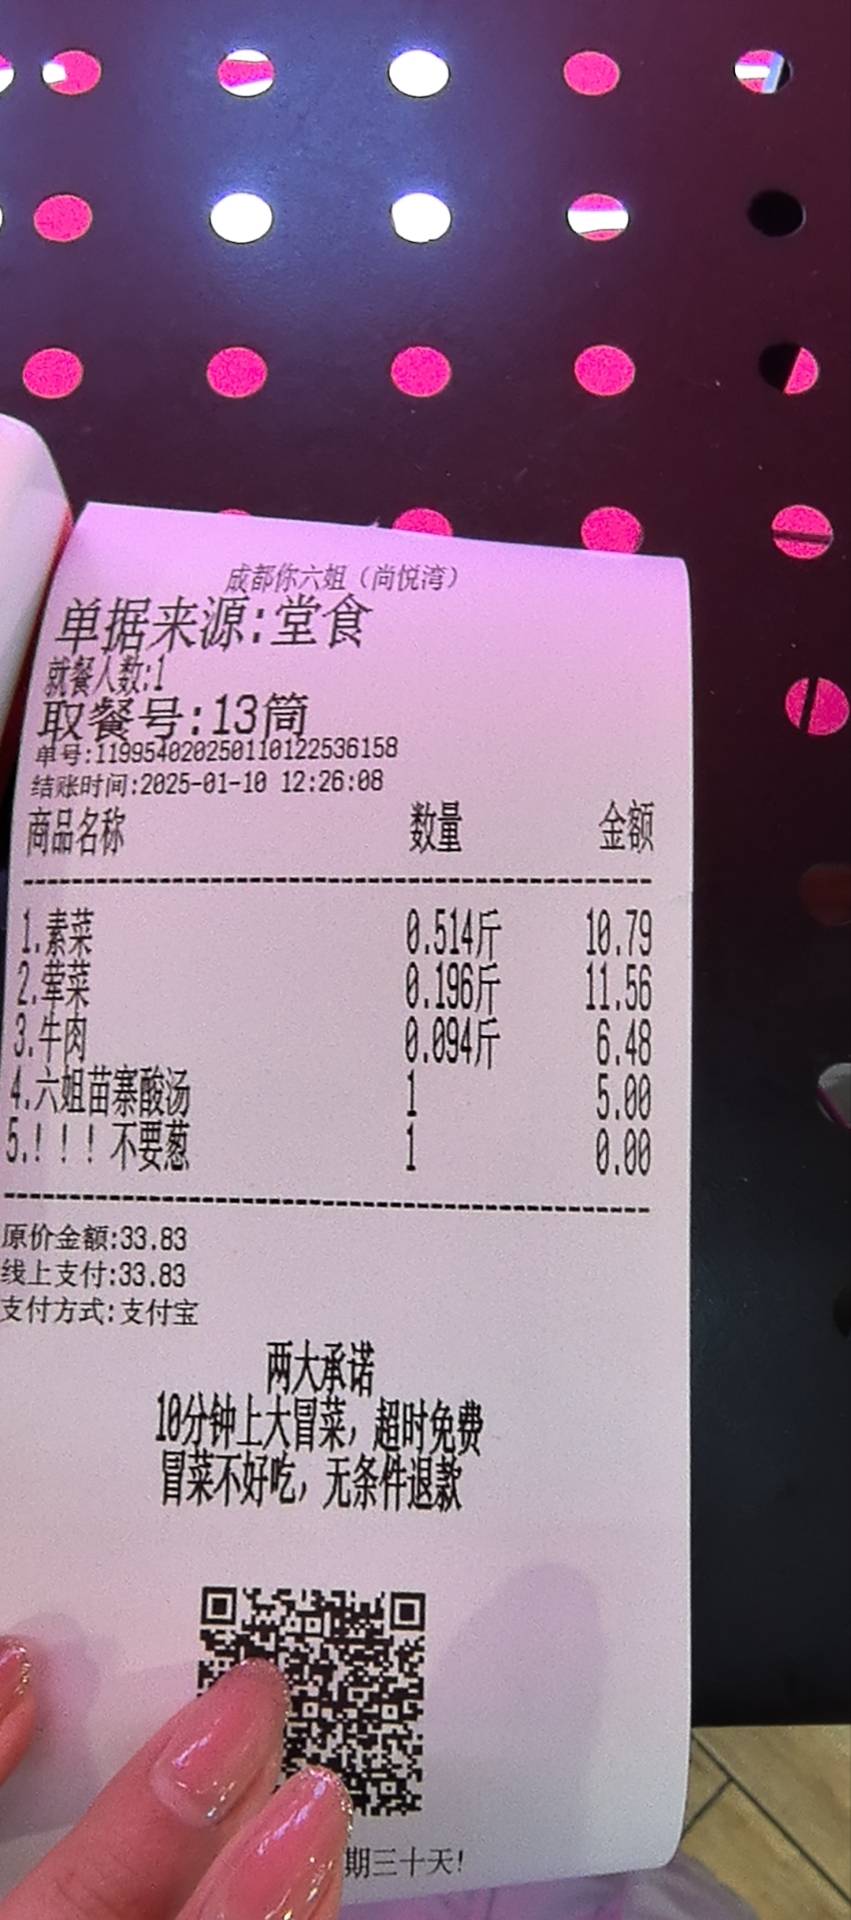 成都你六姐（尚悦湾）
单据来源:堂食
就餐人数:1
取餐号:13筒
单号:119954020250110122536158
结账时间:2025-01-10 12:26:08
商品名称 数量 金额
1.素菜 0.514斤 10.79
2.荤菜 0.196斤 11.56
3.牛肉 0.094斤 6.48
4.六姐苗寨酸汤 1 5.00
5.!!!不要葱 1 0.00
原价金额:33.83
线上支付:33.83
支付方式:支付宝
两大承诺
10分钟上大冒菜，超时免费
冒菜不好吃，无条件退款
期三十天!